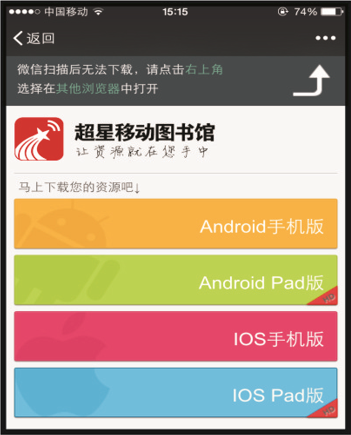 中国移动 15:15 74%
返回
微信扫描后无法下载，请点击右上角
选择在其他浏览器中打开
超星移动图书馆
让资源就在您手中
马上下载您的资源吧↓
Android手机版
Android Pad版
HD
IOS手机版
IOS Pad版
HD